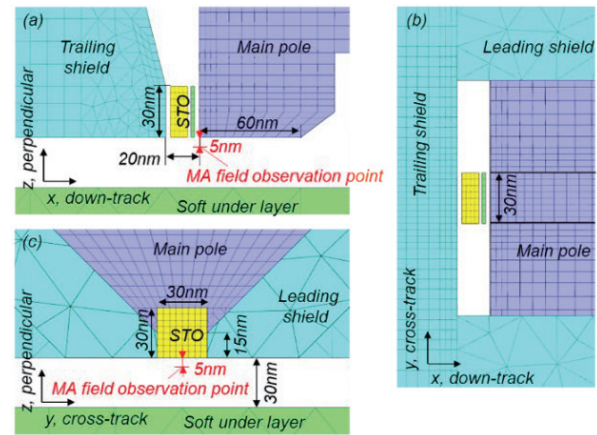 (a)
Trailing
shield
Main pole
z, perpendicular
30nm
STO
60nm
5nm
20nm
MA field observation point
x, down-track
Soft under layer
(b)
Leading shield
Trailing shield
30nm
Main pole
y, cross-track
x, down-track
(c)
Main pole
30nm
Leading
shield
z, perpendicular
30nm
STO
15nm
5nm
MA field observation point
30nm
y, cross-track
Soft under layer